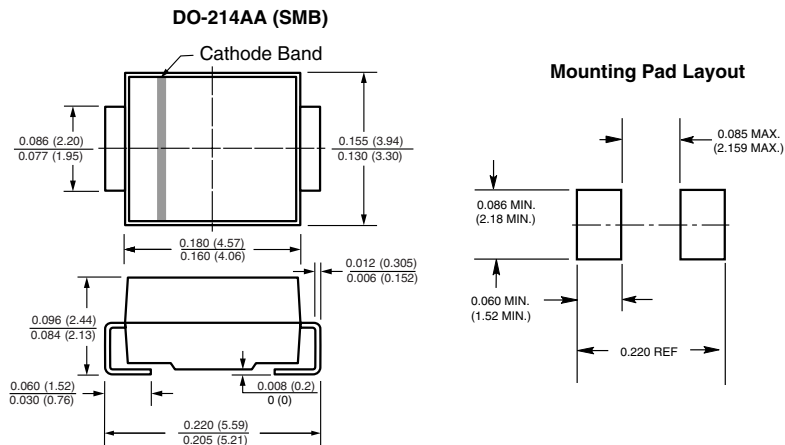 DO-214AA (SMB)
Cathode Band
0.086 (2.20)
0.077 (1.95)
0.155 (3.94)
0.130 (3.30)
0.180 (4.57)
0.160 (4.06)
0.012 (0.305)
0.006 (0.152)
0.096 (2.44)
0.084 (2.13)
0.060 (1.52)
0.030 (0.76)
0.008 (0.2)
0 (0)
0.220 (5.59)
0.205 (5.21)
Mounting Pad Layout
0.085 MAX.
(2.159 MAX.)
0.086 MIN.
(2.18 MIN.)
0.060 MIN.
(1.52 MIN.)
0.220 REF